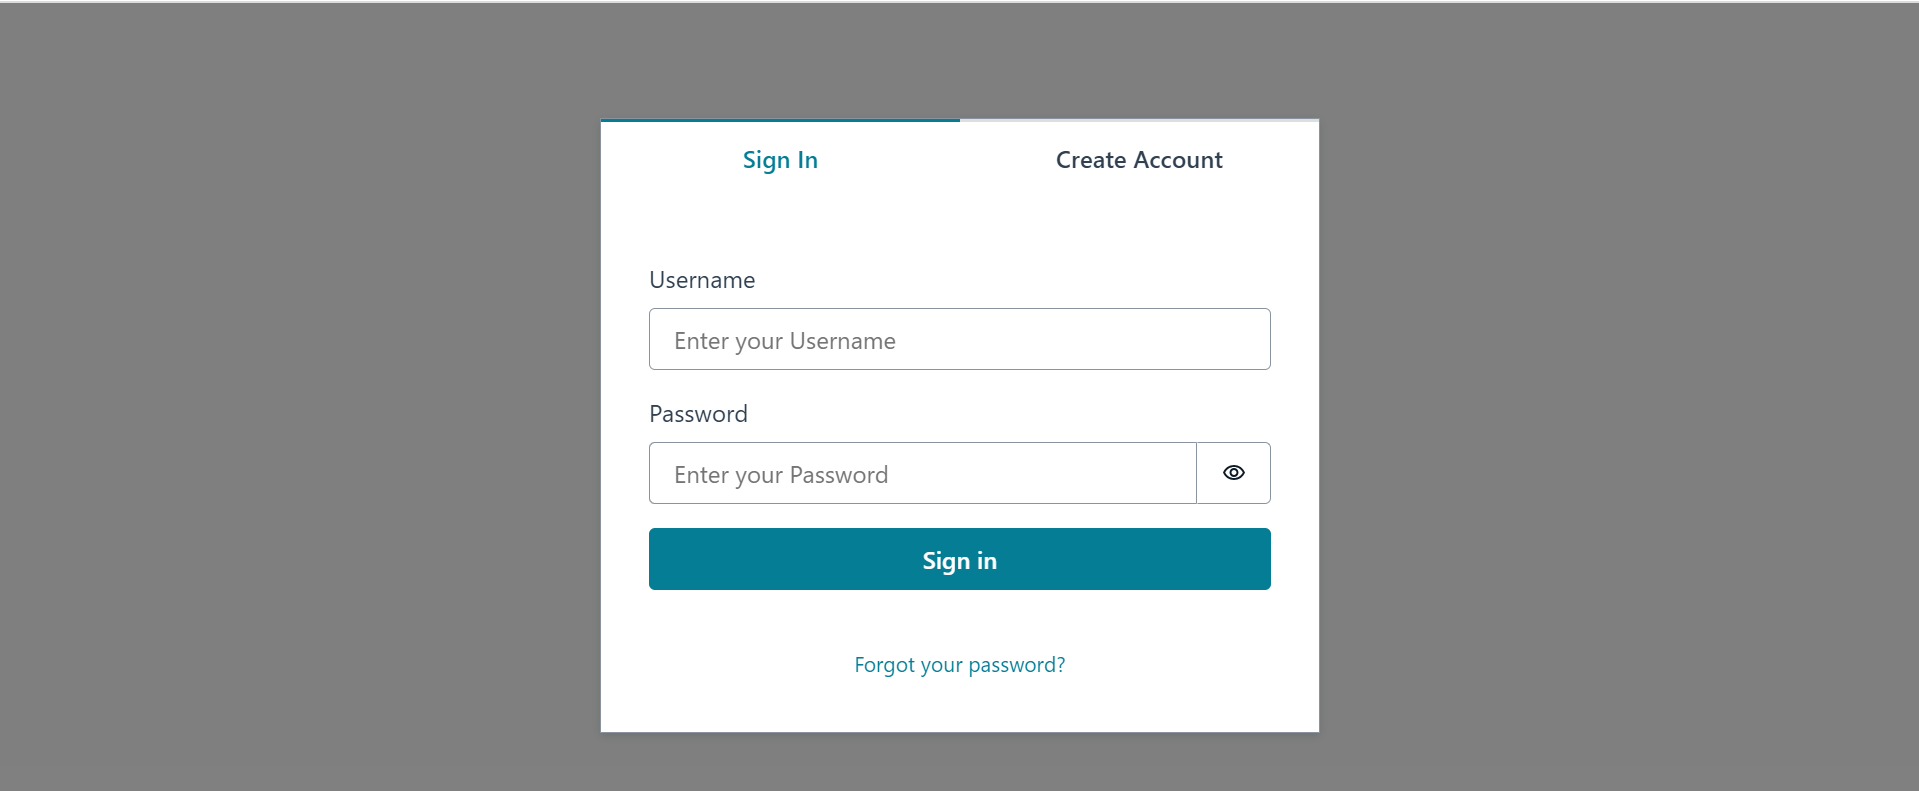 Sign In
Create Account
Username
Enter your Username
Password
Enter your Password
Sign in
Forgot your password?